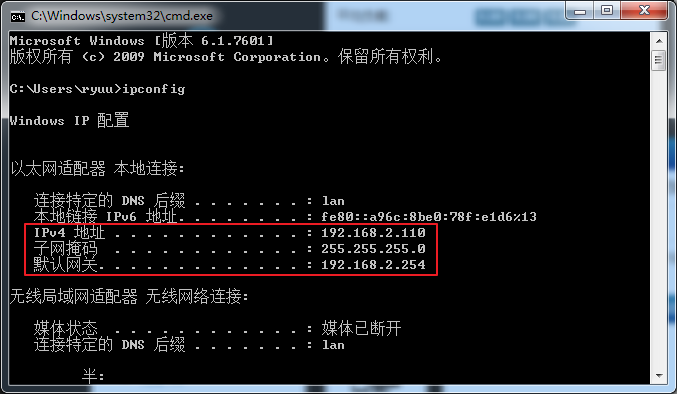 C:\Windows\system32\cmd.exe
Microsoft Windows [版本 6.1.7601]
版权所有 (c) 2009 Microsoft Corporation。保留所有权利。
C:\Users\ryuu>ipconfig
Windows IP 配置
以太网适配器 本地连接:
连接特定的 DNS 后缀 . . . . . . . : lan
本地链接 IPv6 地址. . . . . . . . : fe80::a96c:8be0:78f:e1d6%13
IPv4 地址 . . . . . . . . . . . . : 192.168.2.110
子网掩码 . . . . . . . . . . . . : 255.255.255.0
默认网关. . . . . . . . . . . . . : 192.168.2.254
无线局域网适配器 无线网络连接:
媒体状态 . . . . . . . . . . . . : 媒体已断开
连接特定的 DNS 后缀 . . . . . . . : lan
半: